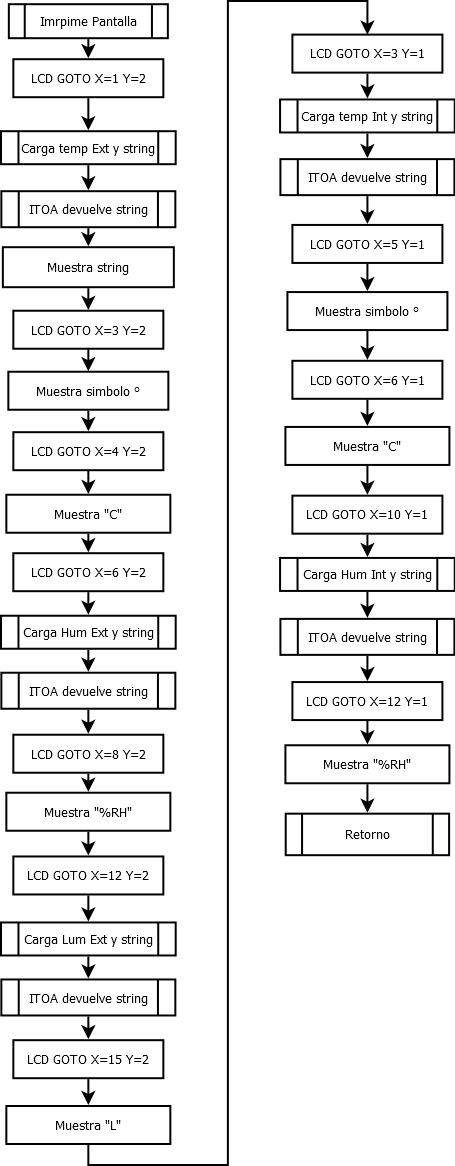 Imrpime Pantalla
LCD GOTO X=1 Y=2
Carga temp Ext y string
ITOA devuelve string
Muestra string
LCD GOTO X=3 Y=2
Muestra simbolo º
LCD GOTO X=4 Y=2
Muestra "C"
LCD GOTO X=6 Y=2
Carga Hum Ext y string
ITOA devuelve string
LCD GOTO X=8 Y=2
Muestra "%RH"
LCD GOTO X=12 Y=2
Carga Lum Ext y string
ITOA devuelve string
LCD GOTO X=15 Y=2
Muestra "L"
LCD GOTO X=3 Y=1
Carga temp Int y string
ITOA devuelve string
LCD GOTO X=5 Y=1
Muestra simbolo º
LCD GOTO X=6 Y=1
Muestra "C"
LCD GOTO X=10 Y=1
Carga Hum Int y string
ITOA devuelve string
LCD GOTO X=12 Y=1
Muestra "%RH"
Retorno